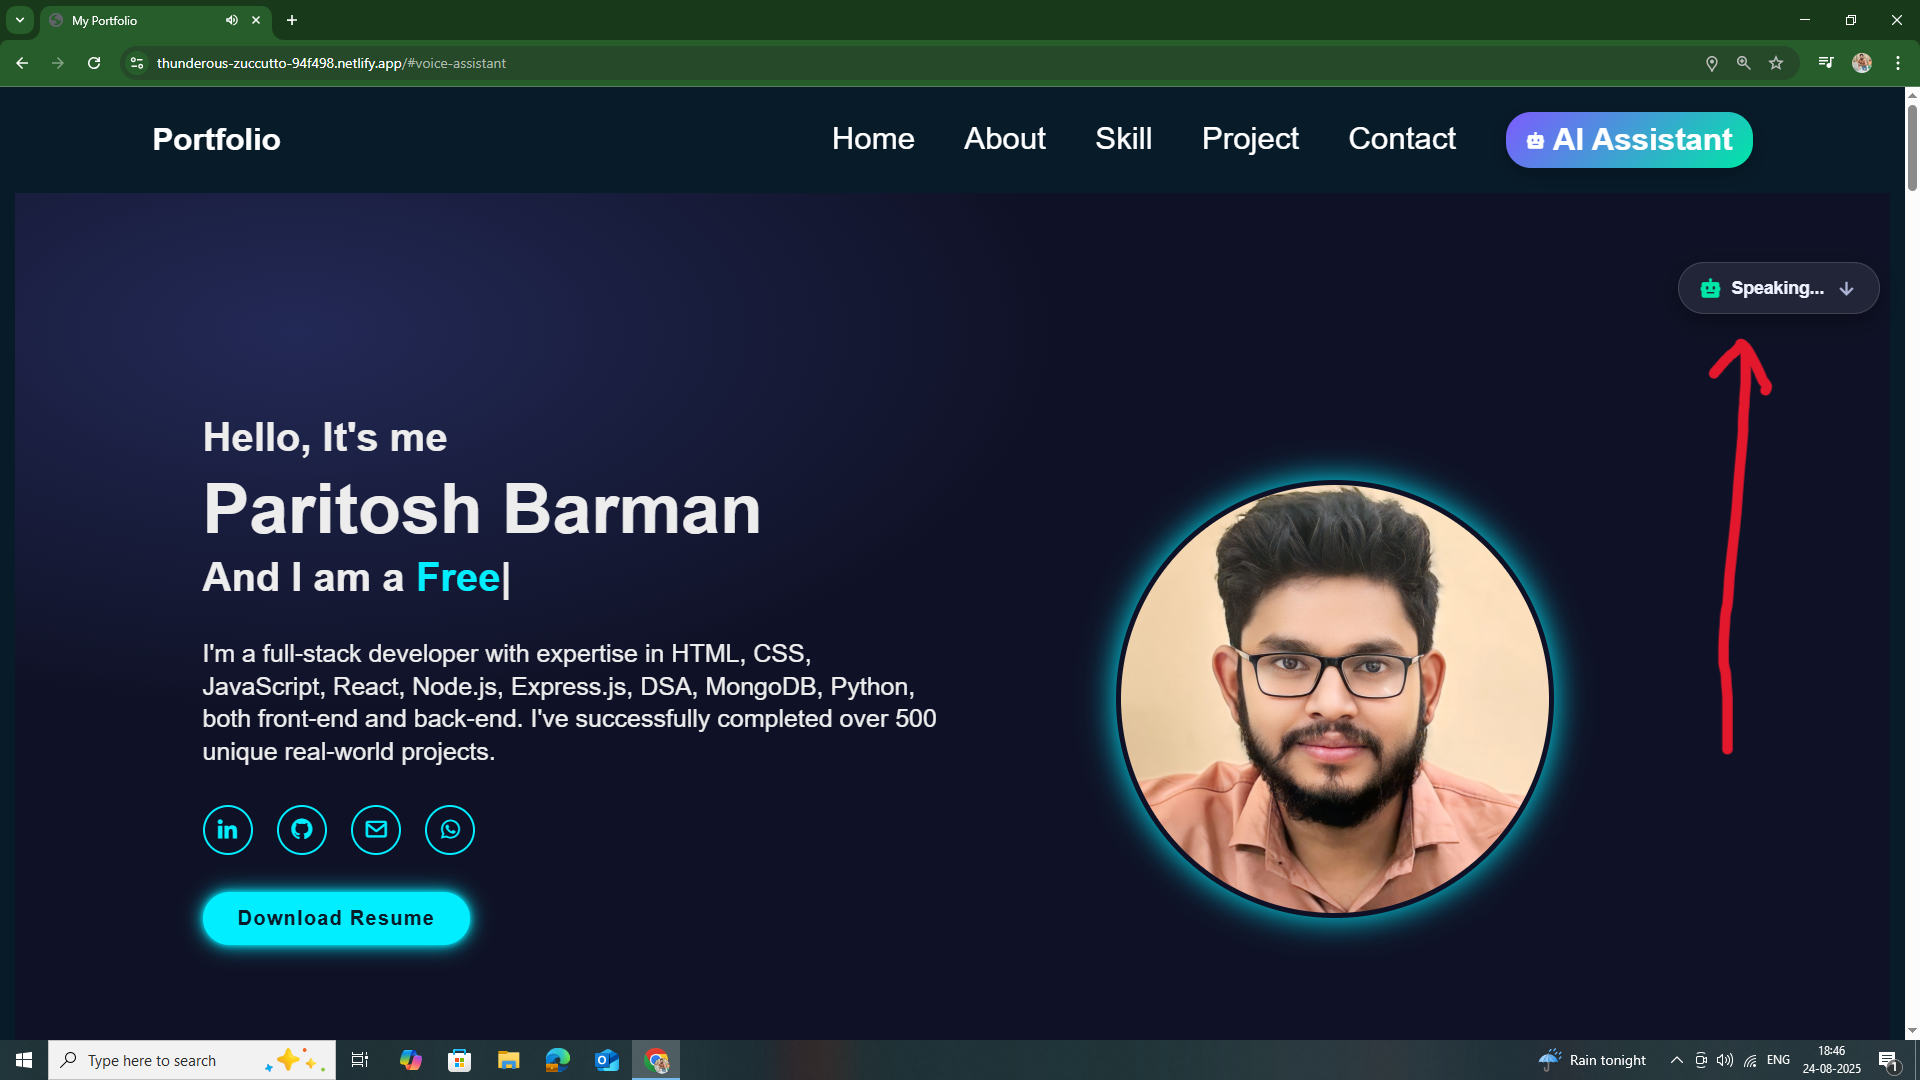 My Portfolio
thunderous-zuccutto-94f498.netlify.app/#voice-assistant
Portfolio
Home About Skill Project Contact AI Assistant
Speaking...
Hello, It's me
Paritosh Barman
And I am a Free|
I'm a full-stack developer with expertise in HTML, CSS,
JavaScript, React, Node.js, Express.js, DSA, MongoDB, Python,
both front-end and back-end. I've successfully completed over 500
unique real-world projects.
in
Download Resume
Type here to search
Rain tonight
ENG
18:46
24-08-2025
1